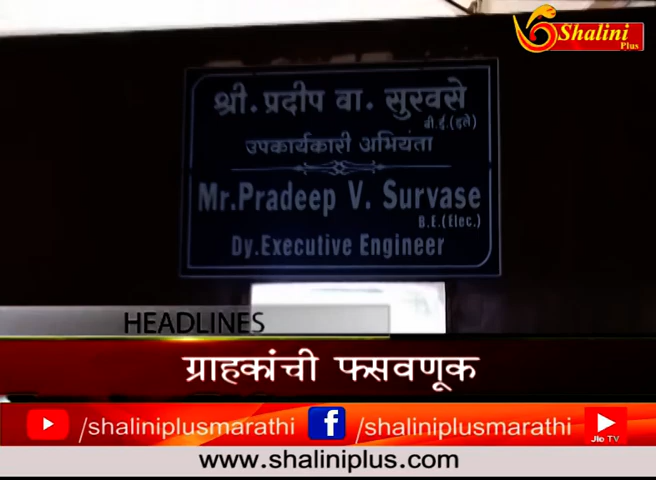 Shalini
Plus
श्री. प्रदीप वा. सुरवसे
बी.ई.(इले)
उपकार्यकारी अभियंता
Mr.Pradeep V. Survase
B.E.(Elec.)
Dy.Executive Engineer
HEADLINES
ग्राहकांची फसवणूक
/shaliniplusmarathi
f
/shaliniplusmarathi
Jio TV
www.shaliniplus.com